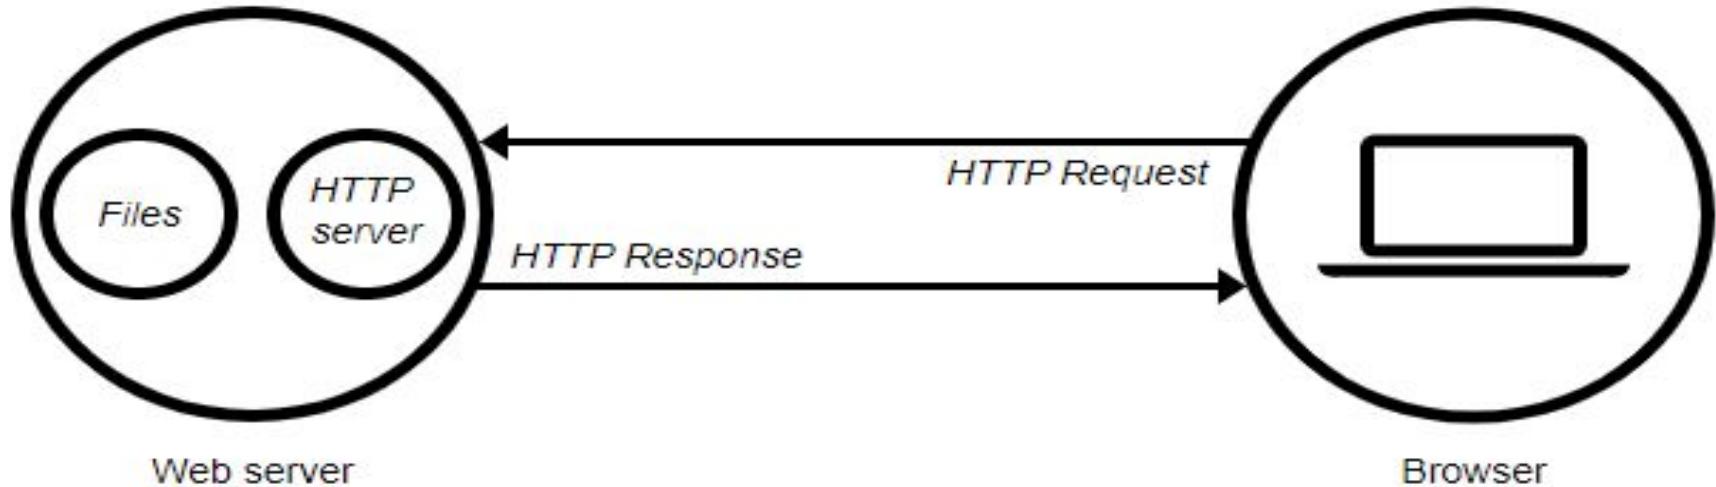 Files
HTTP
server
HTTP Request
HTTP Response
Web server
Browser